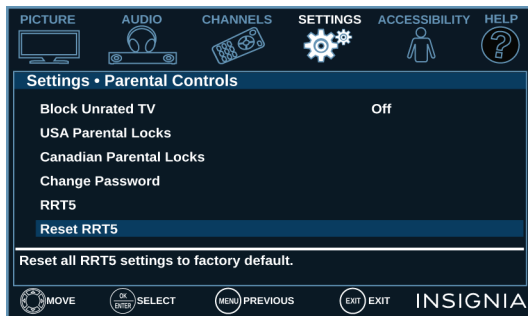 PICTURE AUDIO CHANNELS SETTINGS ACCESSIBILITY HELP
?
Settings • Parental Controls
Block Unrated TV Off
USA Parental Locks
Canadian Parental Locks
Change Password
RRT5
Reset RRT5
Reset all RRT5 settings to factory default.
MOVE OK ENTER SELECT MENU PREVIOUS EXIT EXIT INSIGNIA